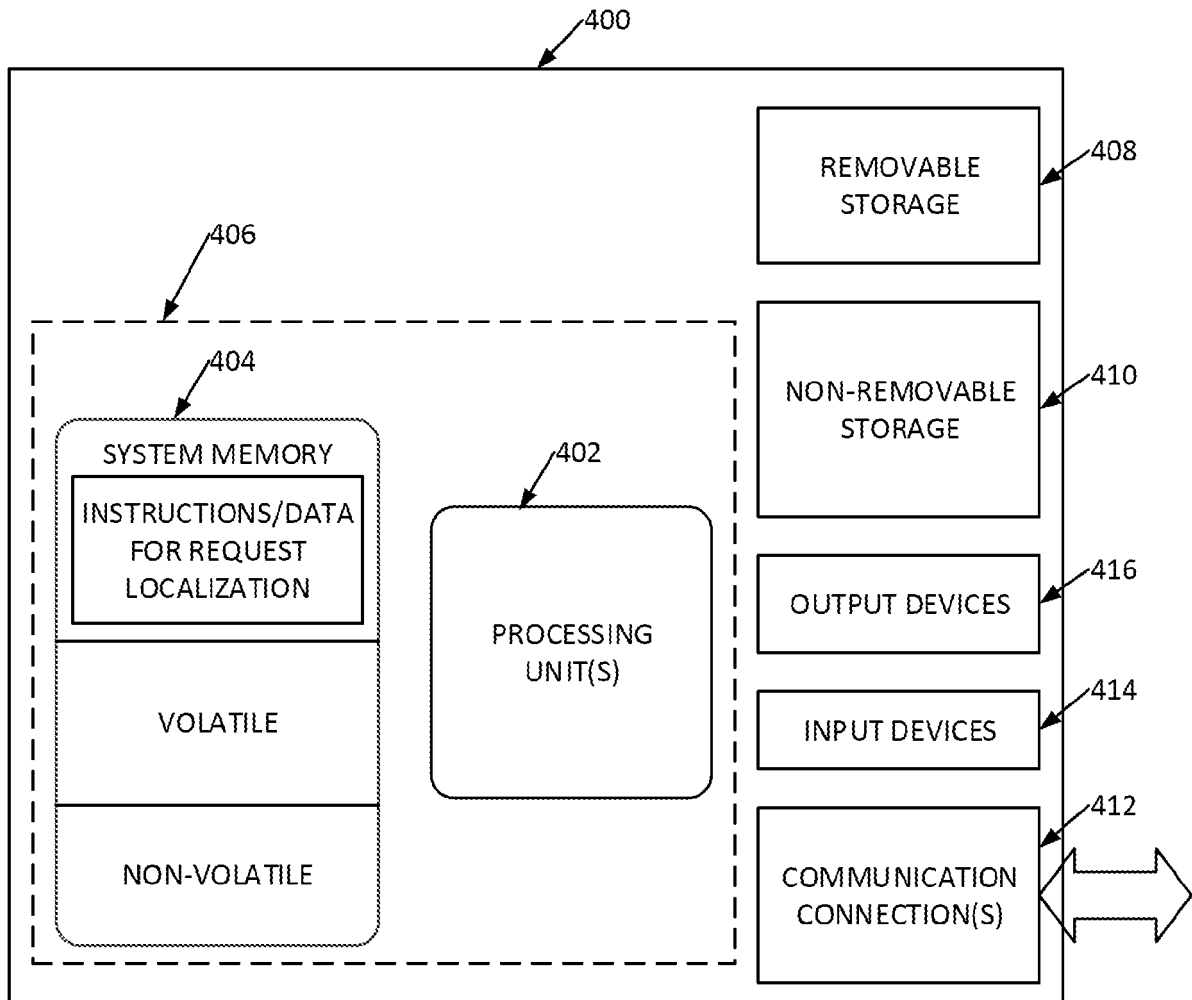 400
REMOVABLE
STORAGE
408
406
NON-REMOVABLE
STORAGE
410
404
SYSTEM MEMORY
INSTRUCTIONS/DATA
FOR REQUEST
LOCALIZATION
VOLATILE
NON-VOLATILE
402
PROCESSING
UNIT(S)
OUTPUT DEVICES
416
INPUT DEVICES
414
COMMUNICATION
CONNECTION(S)
412